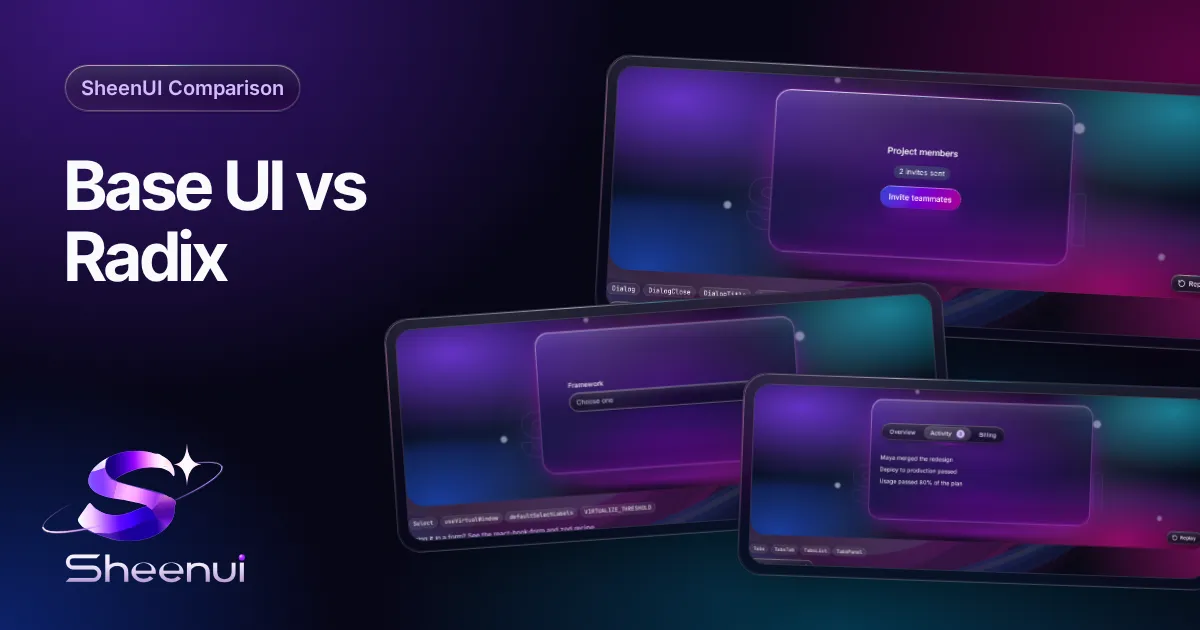 SheenUI Comparison
Base UI vs
Radix
Sheenui
Project members
2 invites sent
Invite teammates
Dialog DialogClose DialogTitle
Framework
Choose one
Select useVirtualWindow defaultSelectLabels VIRTUALIZE_THRESHOLD
Overview Activity Billing
Maya merged the redesign
Deploy to production passed
Usage passed 80% of the plan
Replay
Tabs TabsTab TabsList TabsPanel